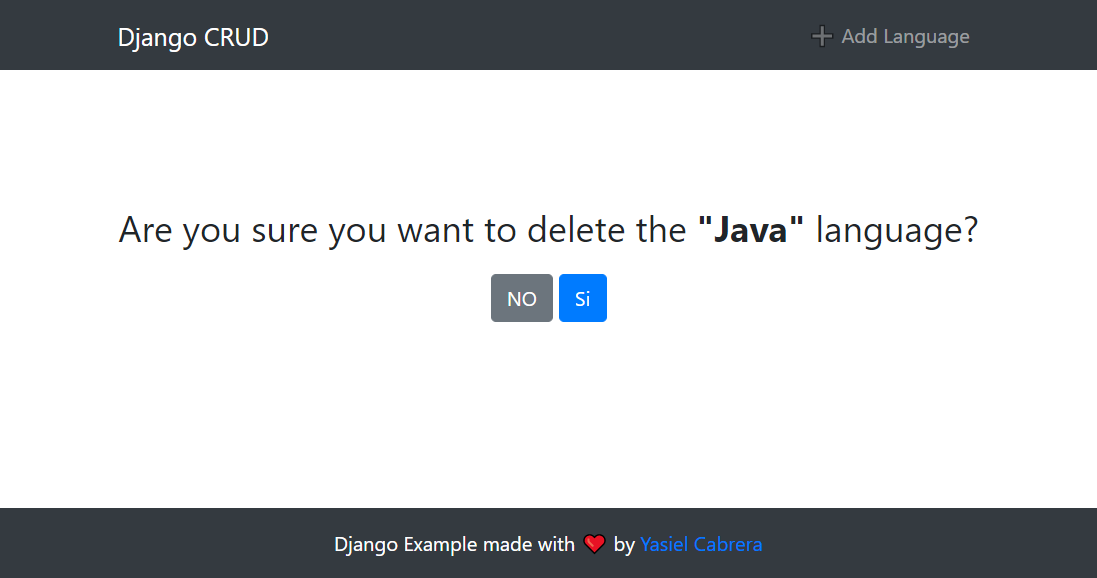 Django CRUD
➕ Add Language
Are you sure you want to delete the "Java" language?
NO Si
Django Example made with ❤️ by Yasiel Cabrera